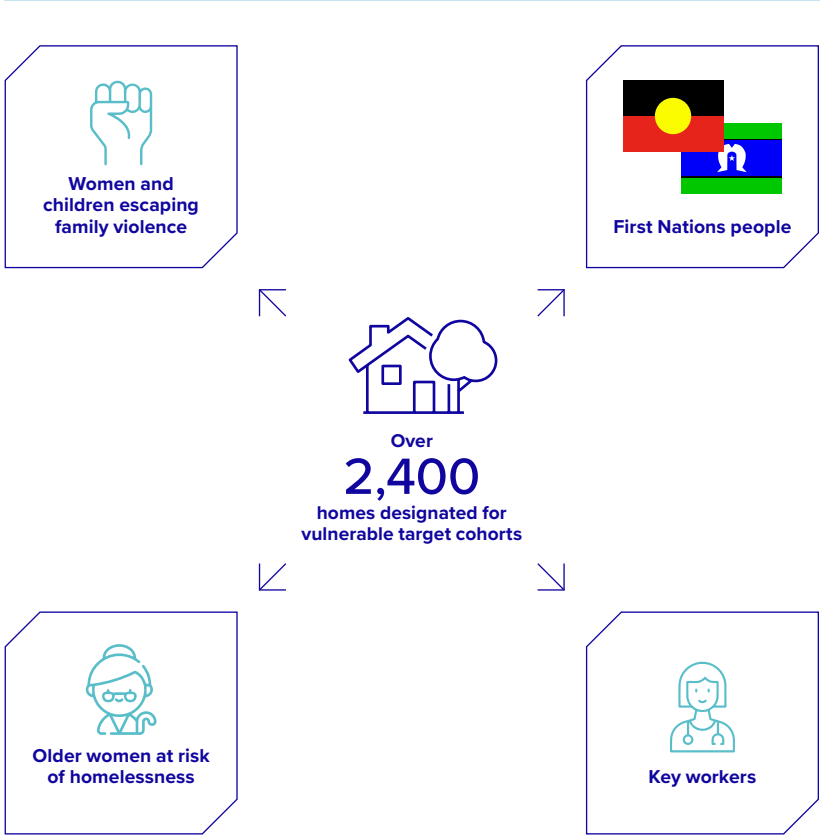 Women and
children escaping
family violence
First Nations people
Over
2,400
homes designated for
vulnerable target cohorts
Older women at risk
of homelessness
Key workers